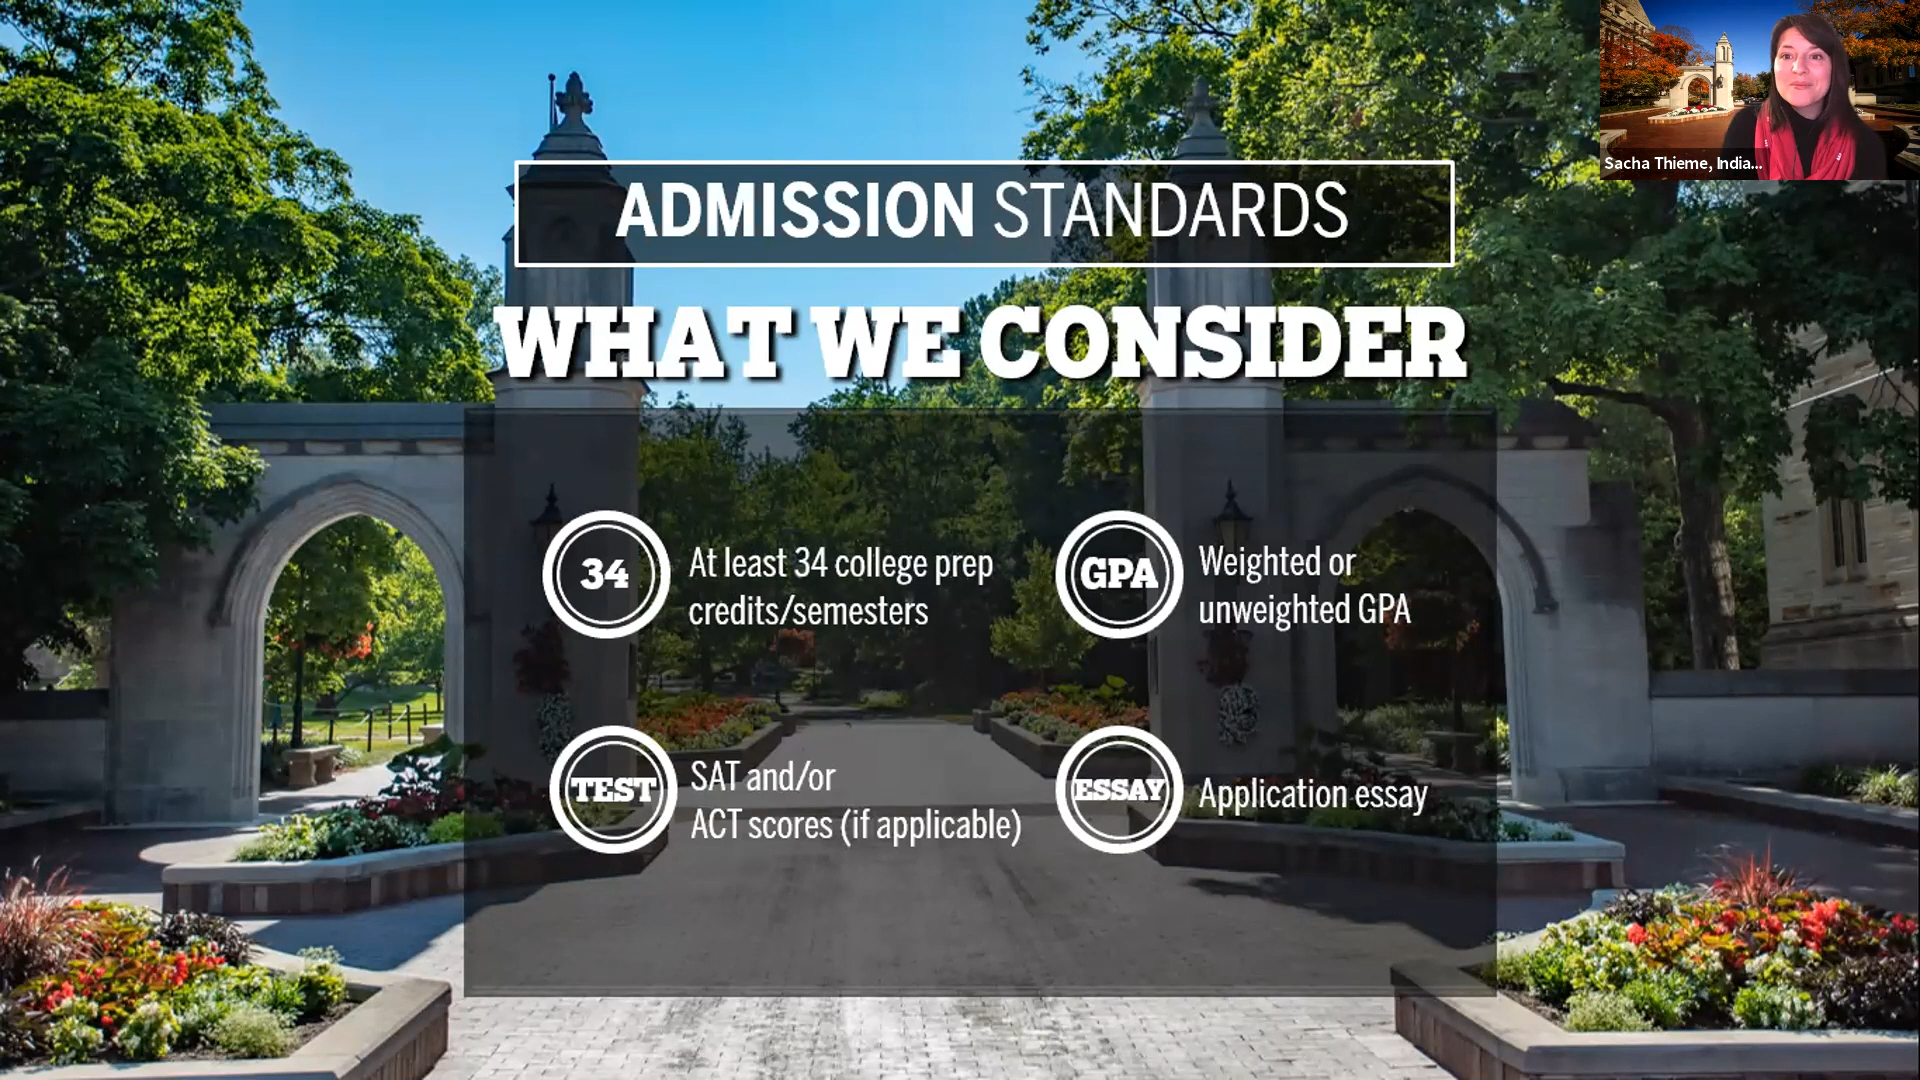 Sacha Thieme, India...
ADMISSION STANDARDS
WHAT WE CONSIDER
34
At least 34 college prep
credits/semesters
GPA
Weighted or
unweighted GPA
TEST
SAT and/or
ACT scores (if applicable)
ESSAY
Application essay